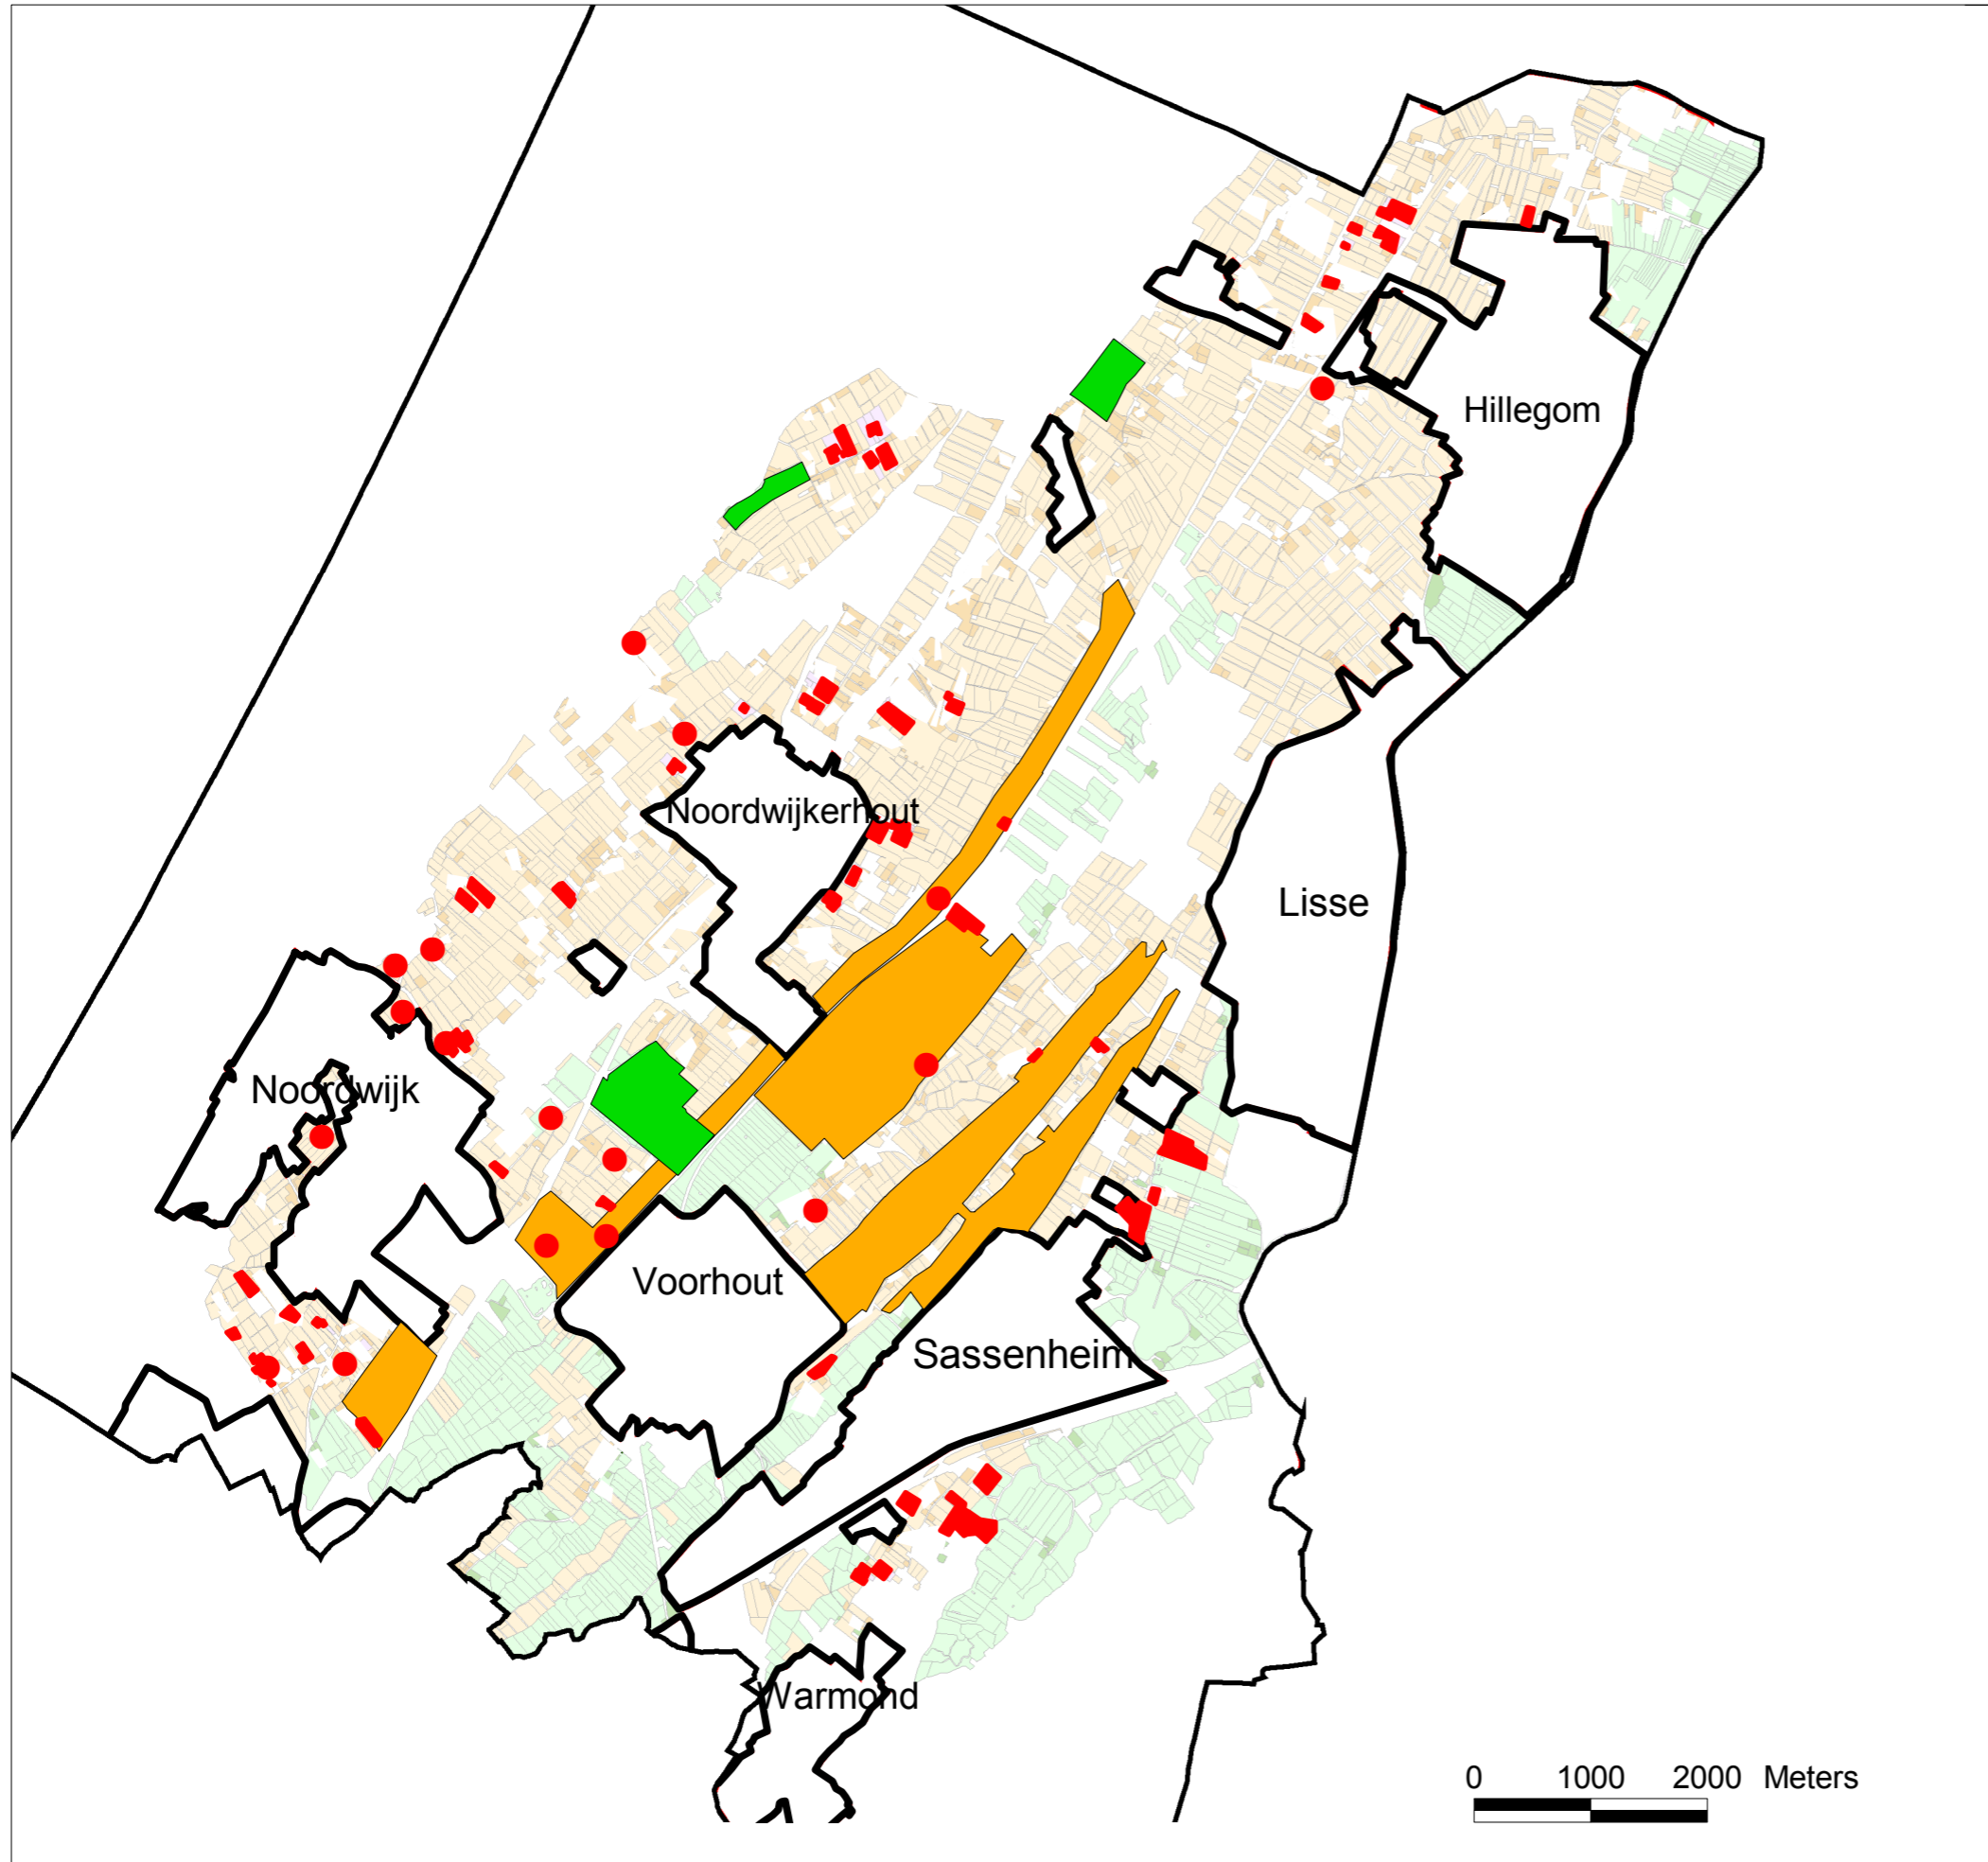 Hillegom
Noordwijkerhout
Lisse
Noordwijk
Voorhout
Sassenheim
Warmond
0 1000 2000 Meters